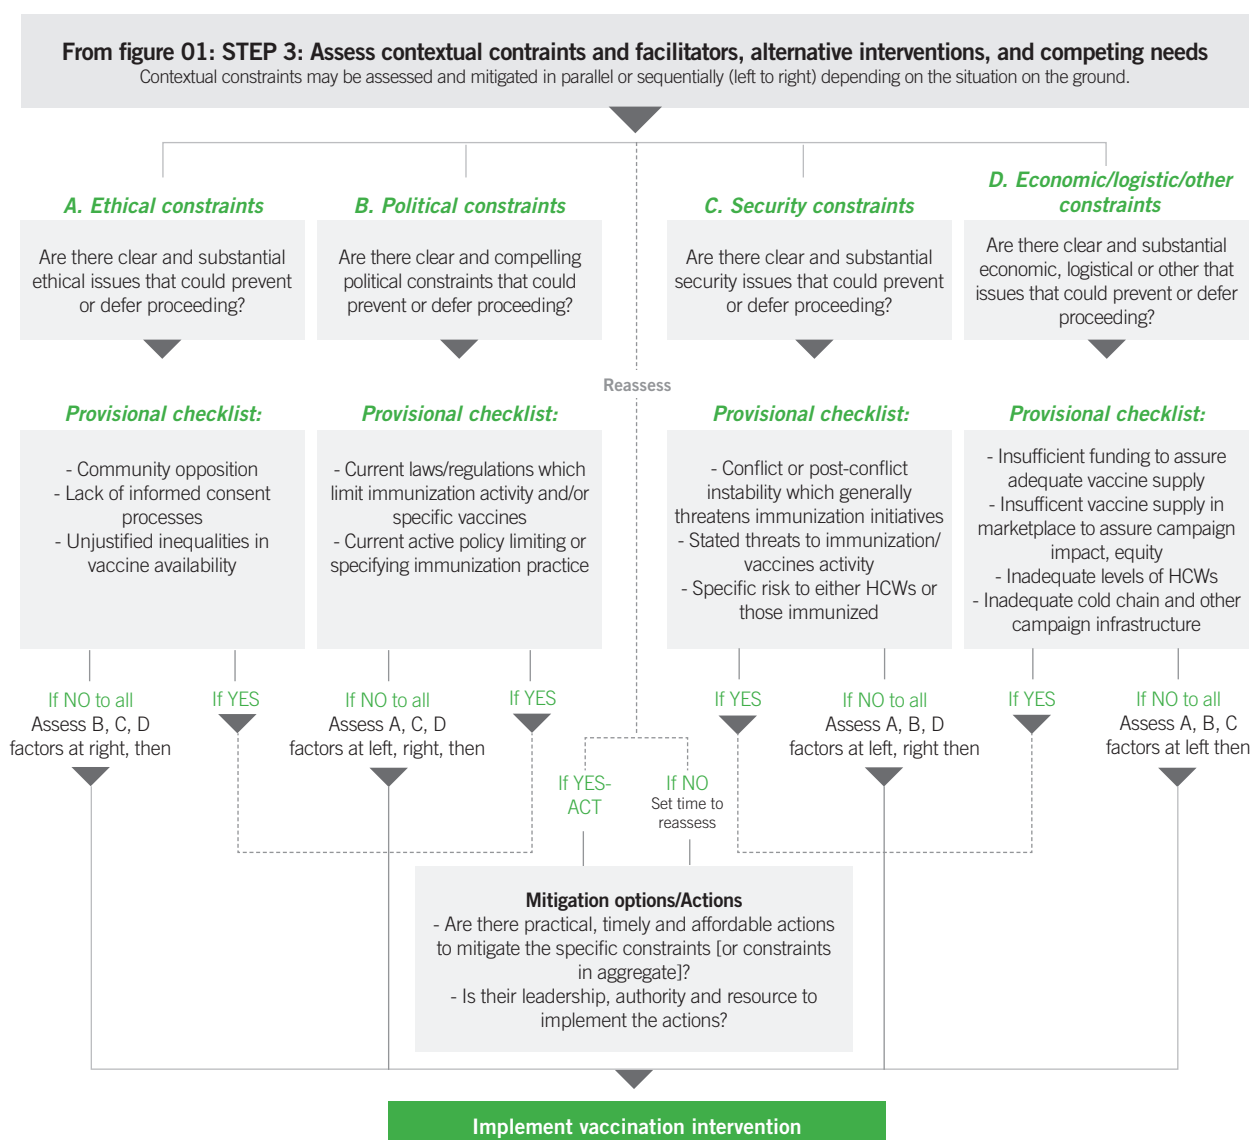 From figure 01: STEP 3: Assess contextual contraints and facilitators, alternative interventions, and competing needs
Contextual constraints may be assessed and mitigated in parallel or sequentially (left to right) depending on the situation on the ground.
A. Ethical constraints
Are there clear and substantial
ethical issues that could prevent
or defer proceeding?
B. Political constraints
Are there clear and compelling
political constraints that could
prevent or defer proceeding?
C. Security constraints
Are there clear and substantial
security issues that could prevent
or defer proceeding?
D. Economic/logistic/other
constraints
Are there clear and substantial
economic, logistical or other that
issues that could prevent or defer
proceeding?
Reassess
Provisional checklist:
- Community opposition
- Lack of informed consent
processes
- Unjustified inequalities in
vaccine availability
Provisional checklist:
- Current laws/regulations which
limit immunization activity and/or
specific vaccines
- Current active policy limiting or
specifying immunization practice
Provisional checklist:
- Conflict or post-conflict
instability which generally
threatens immunization initiatives
- Stated threats to immunization/
vaccines activity
- Specific risk to either HCWs or
those immunized
Provisional checklist:
- Insufficient funding to assure
adequate vaccine supply
- Insufficent vaccine supply in
marketplace to assure campaign
impact, equity
- Inadequate levels of HCWs
- Inadequate cold chain and other
campaign infrastructure
If NO to all
Assess B, C, D
factors at right, then
If YES
If NO to all
Assess A, C, D
factors at left, right, then
If YES
If YES
If NO to all
Assess A, B, D
factors at left, right then
If YES
If NO to all
Assess A, B, C
factors at left then
If YES-
ACT
If NO
Set time to
reassess
Mitigation options/Actions
- Are there practical, timely and affordable actions
to mitigate the specific constraints [or constraints
in aggregate]?
- Is their leadership, authority and resource to
implement the actions?
Implement vaccination intervention